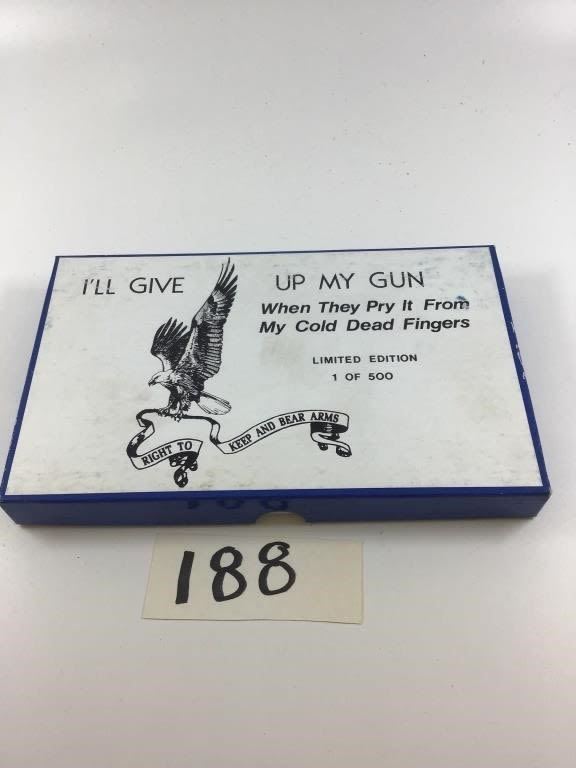 I'LL GIVE UP MY GUN
When They Pry It From
My Cold Dead Fingers
LIMITED EDITION
1 OF 500
RIGHT TO KEEP AND BEAR ARMS
188